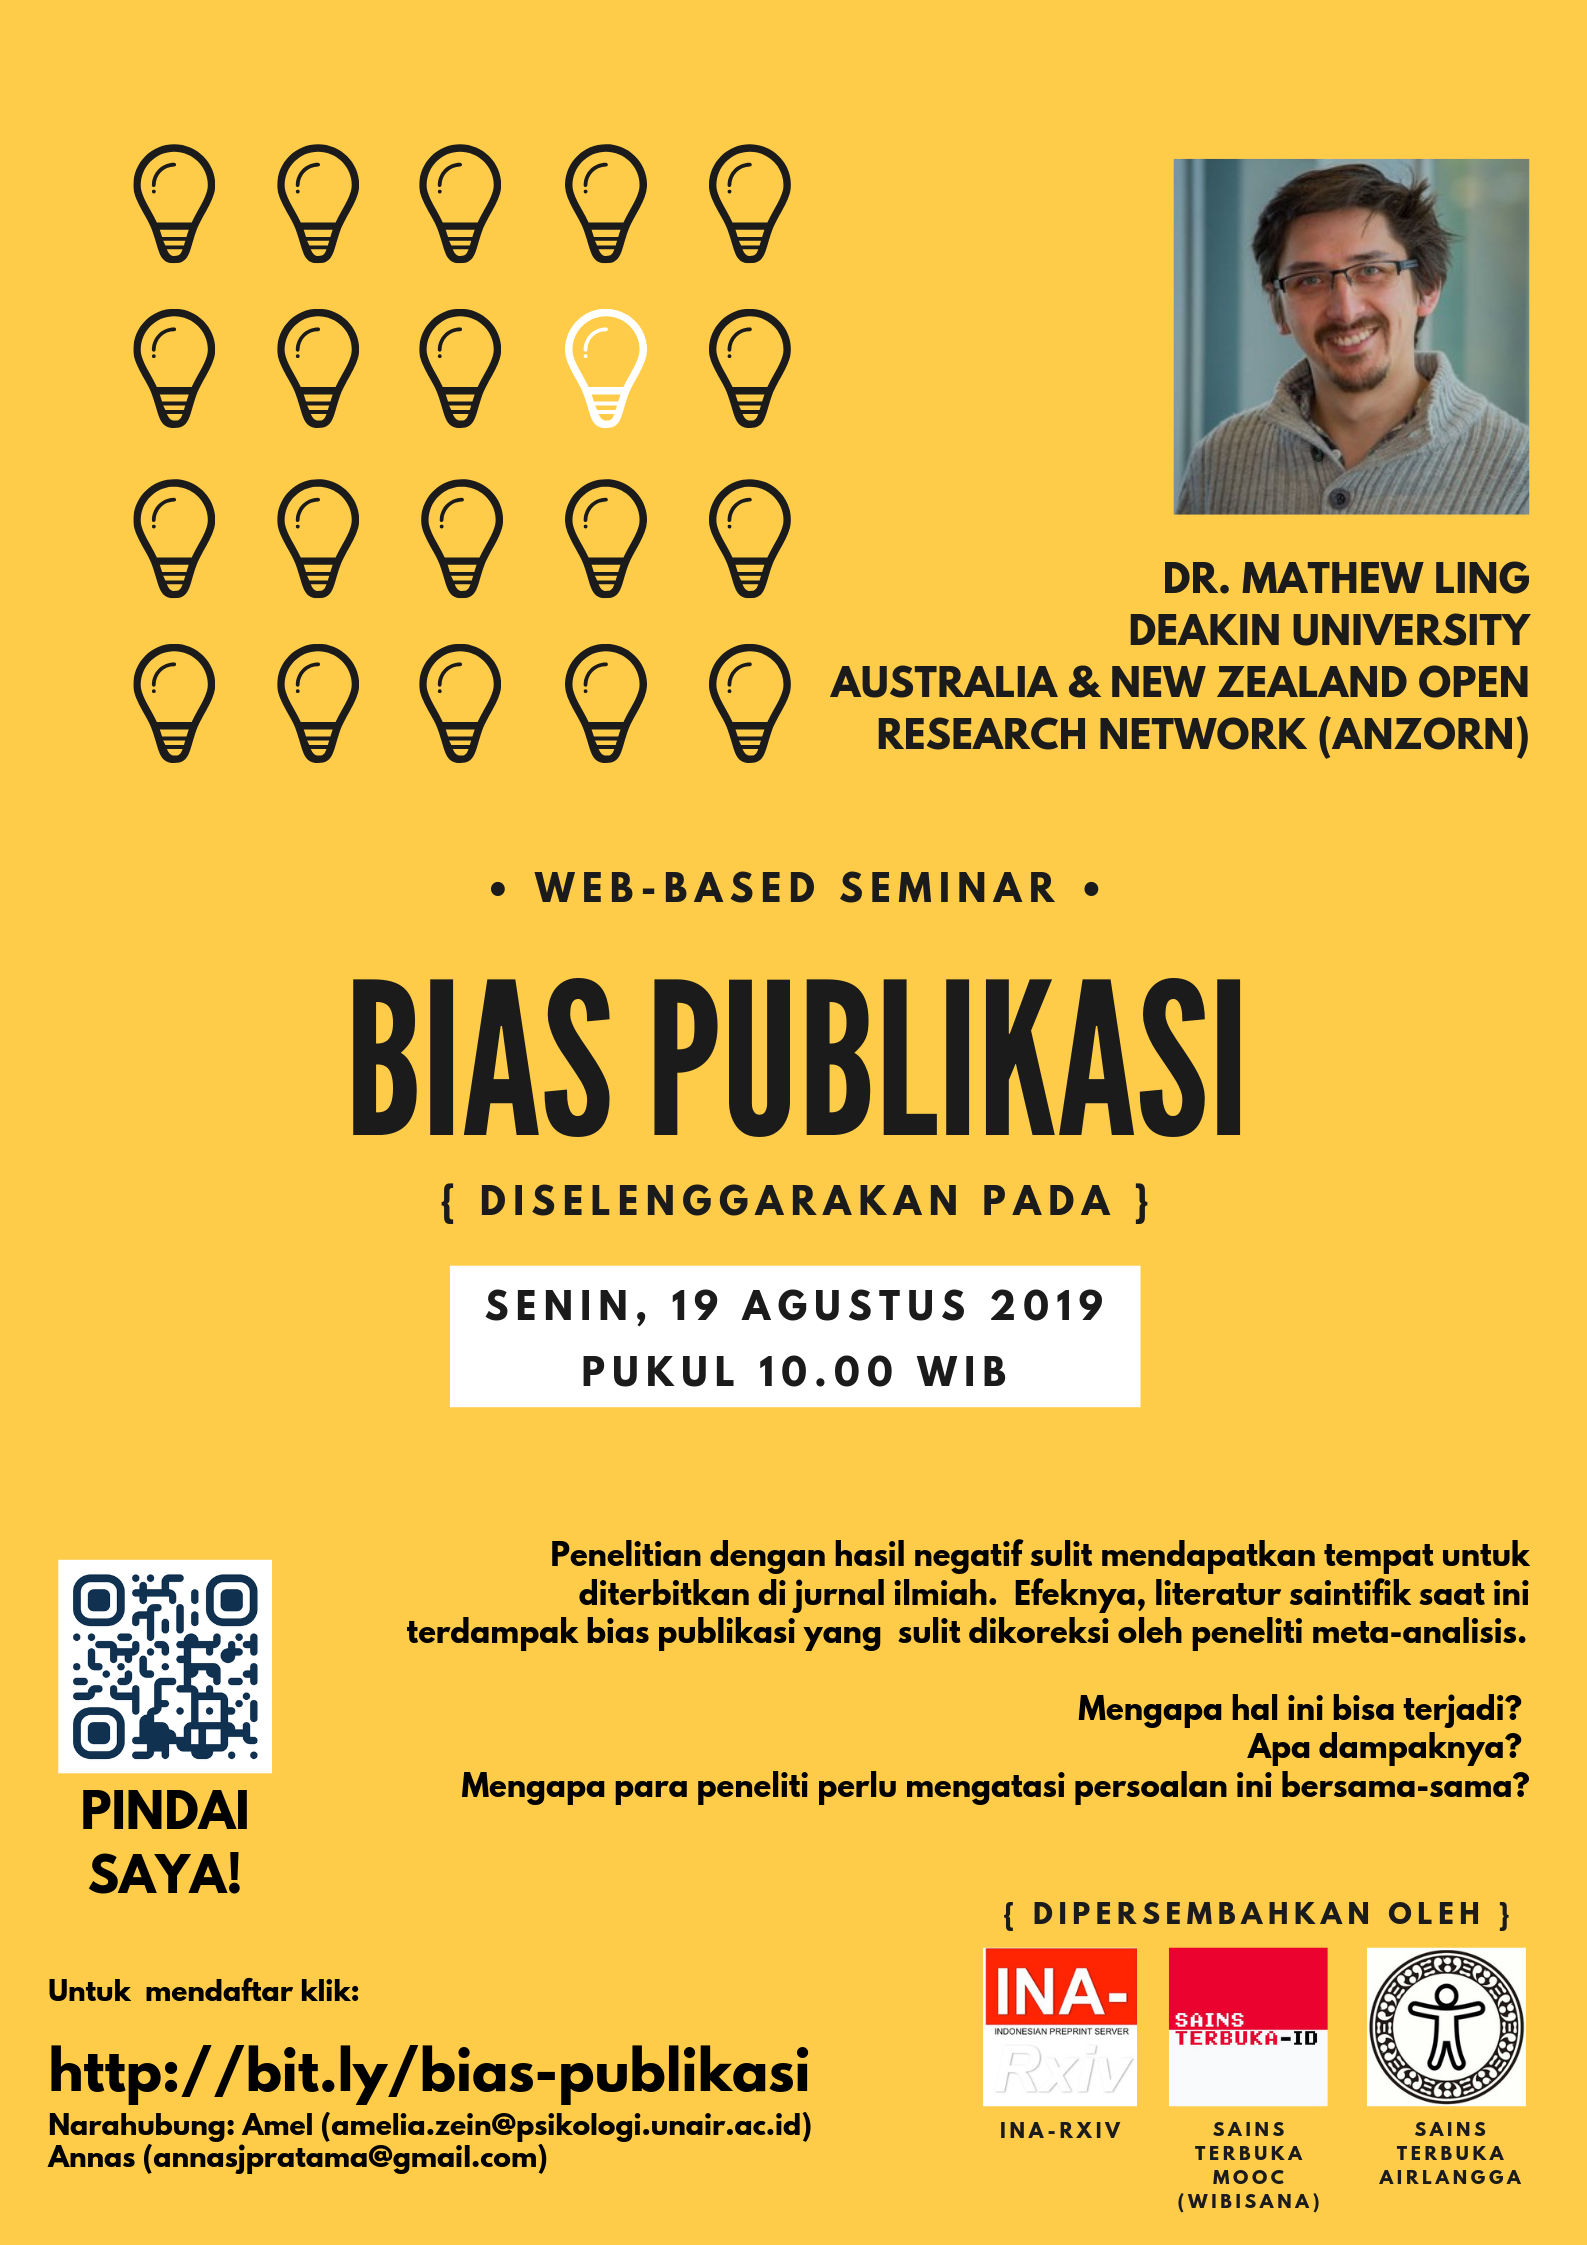 DR. MATHEW LING
DEAKIN UNIVERSITY
AUSTRALIA & NEW ZEALAND OPEN
RESEARCH NETWORK (ANZORN)
• WEB-BASED SEMINAR •
BIAS PUBLIKASI
{ DISELENGGARAKAN PADA }
SENIN, 19 AGUSTUS 2019
PUKUL 10.00 WIB
Penelitian dengan hasil negatif sulit mendapatkan tempat untuk
diterbitkan di jurnal ilmiah. Efeknya, literatur saintifik saat ini
terdampak bias publikasi yang sulit dikoreksi oleh peneliti meta-analisis.
Mengapa hal ini bisa terjadi?
Apa dampaknya?
Mengapa para peneliti perlu mengatasi persoalan ini bersama-sama?
PINDAI
SAYA!
Untuk mendaftar klik:
http://bit.ly/bias-publikasi
Narahubung: Amel (amelia.zein@psikologi.unair.ac.id)
Annas (annasjpratama@gmail.com)
{ DIPERSEMBAHKAN OLEH }
INA-
INDONESIAN PREPRINT SERVER
Rxiv
INA-RXIV
SAINS
TERBUKA-ID
SAINS
TERBUKA
MOOC
(WIBISANA)
SAINS
TERBUKA
AIRLANGGA